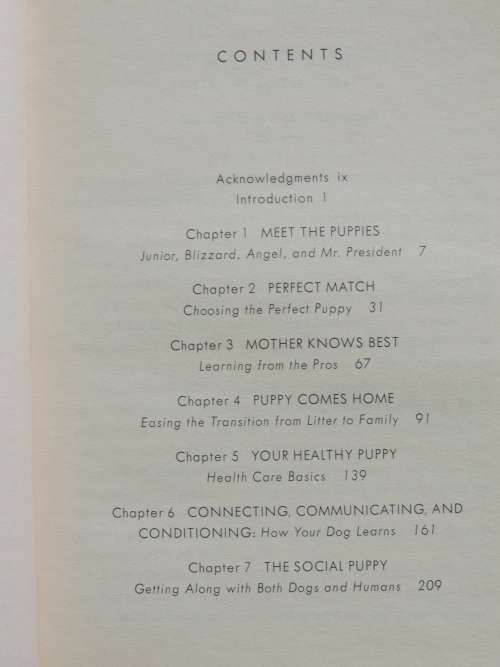 CONTENTS
Acknowledgments ix
Introduction 1
Chapter 1 MEET THE PUPPIES
Junior, Blizzard, Angel, and Mr. President 7
Chapter 2 PERFECT MATCH
Choosing the Perfect Puppy 31
Chapter 3 MOTHER KNOWS BEST
Learning from the Pros 67
Chapter 4 PUPPY COMES HOME
Easing the Transition from Litter to Family 91
Chapter 5 YOUR HEALTHY PUPPY
Health Care Basics 139
Chapter 6 CONNECTING, COMMUNICATING, AND
CONDITIONING: How Your Dog Learns 161
Chapter 7 THE SOCIAL PUPPY
Getting Along with Both Dogs and Humans 209